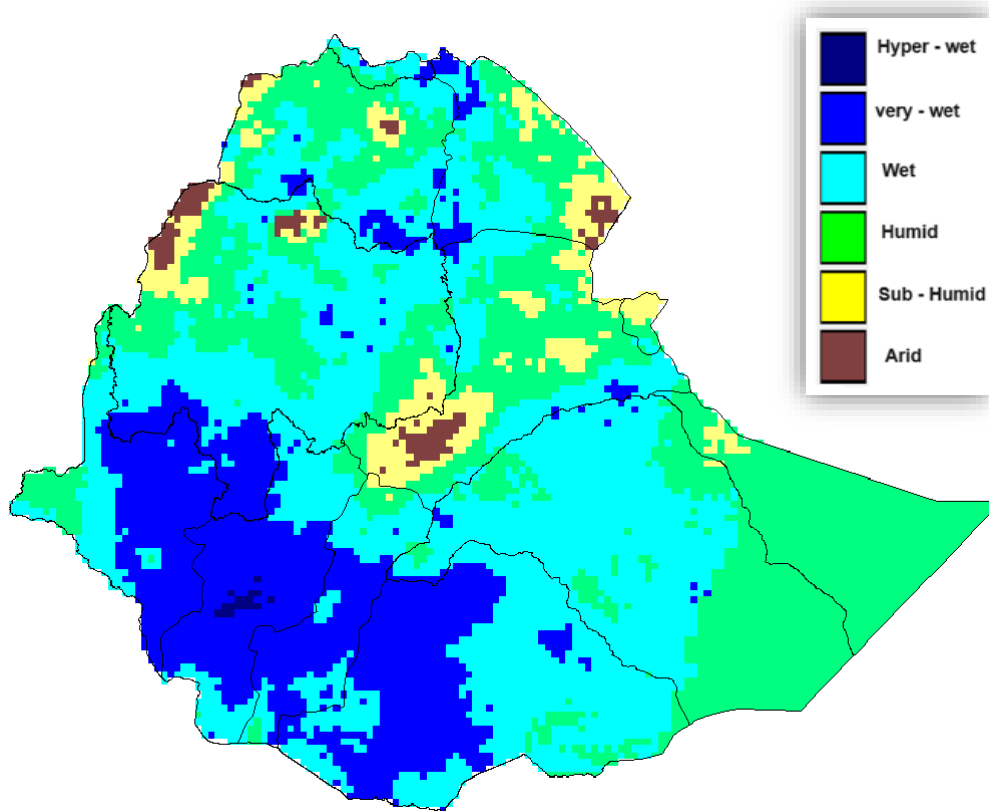 Hyper - wet
very - wet
Wet
Humid
Sub - Humid
Arid